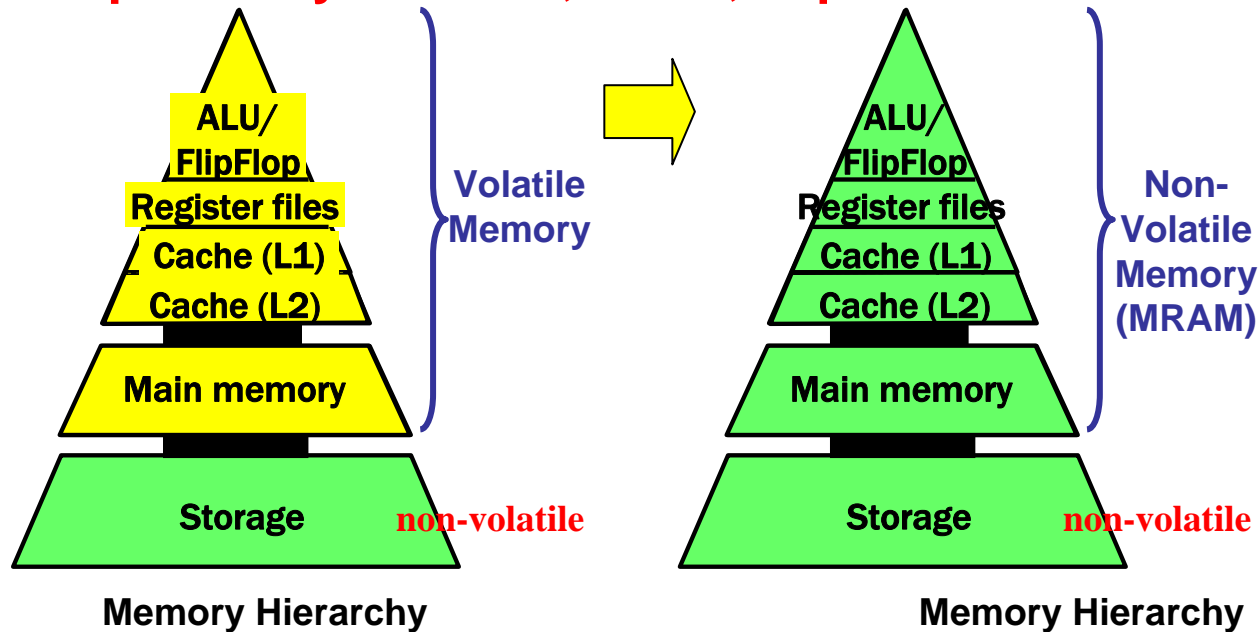 ALU/
FlipFlop
Register files
Cache (L1)
Cache (L2)
Main memory
Storage
non-volatile
Volatile
Memory
Memory Hierarchy
ALU/
FlipFlop
Register files
Cache (L1)
Cache (L2)
Main memory
Storage
non-volatile
Non-
Volatile
Memory
(MRAM)
Memory Hierarchy